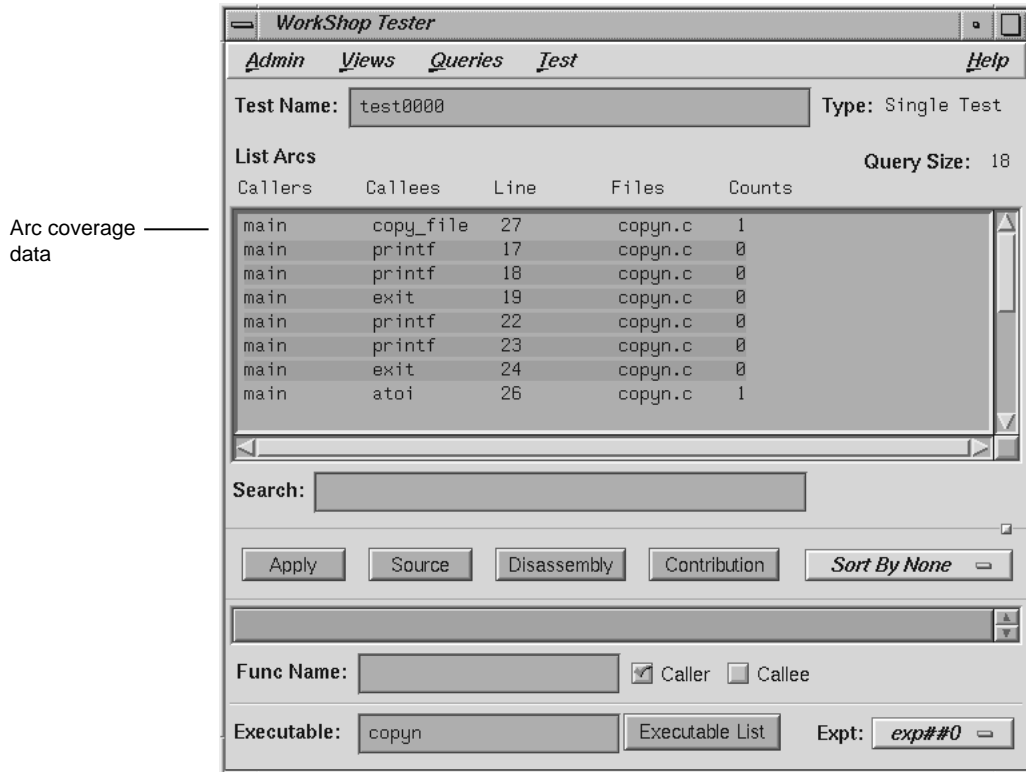 WorkShop Tester
Admin Views Queries Test Help
Test Name: test0000 Type: Single Test
List Arcs Query Size: 18
Callers Callees Line Files Counts
Arc coverage
data
main copy_file 27 copyn.c 1
main printf 17 copyn.c 0
main printf 18 copyn.c 0
main exit 19 copyn.c 0
main printf 22 copyn.c 0
main printf 23 copyn.c 0
main exit 24 copyn.c 0
main atoi 26 copyn.c 1
Search:
Apply Source Disassembly Contribution Sort By None
Func Name: Caller Callee
Executable: copyn Executable List Expt: exp##0